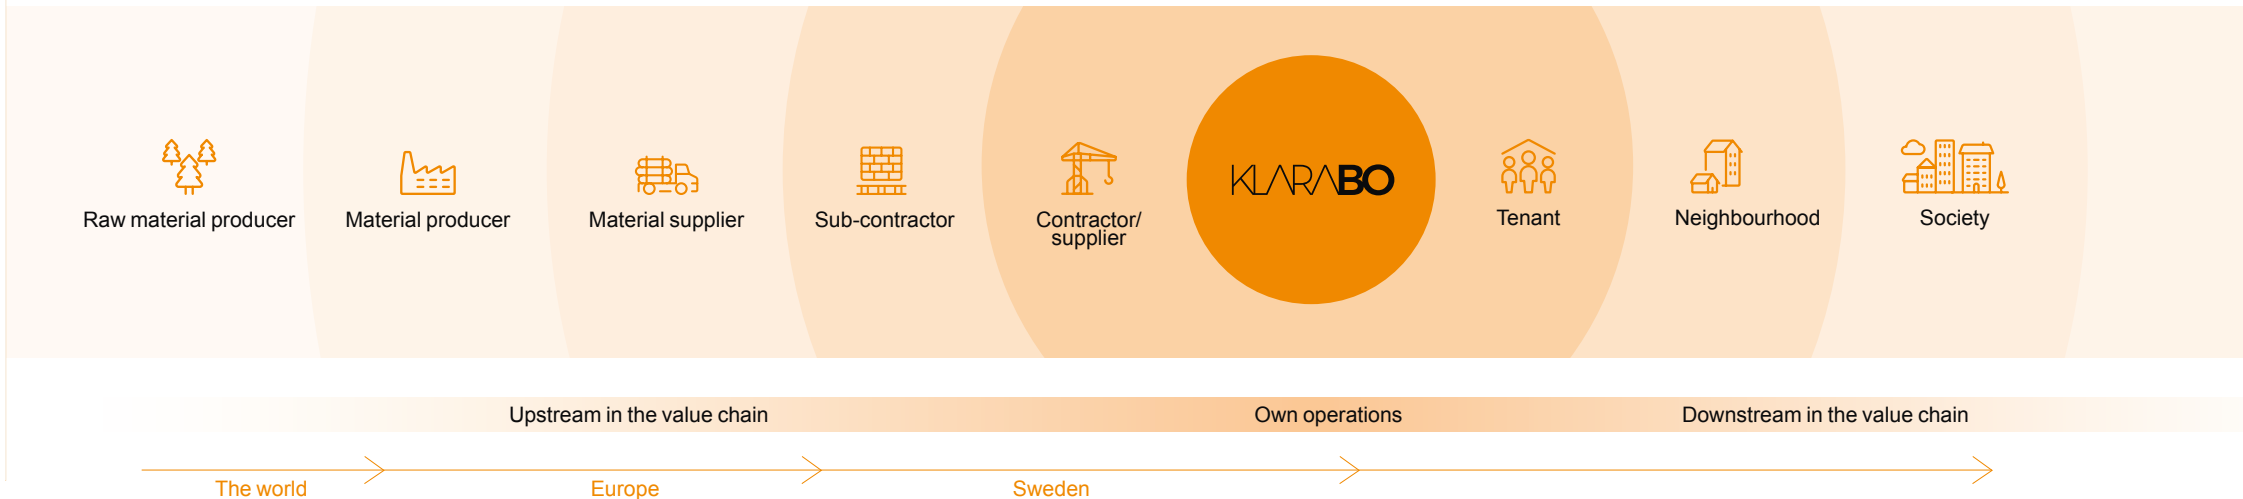 Raw material producer
Material producer
Material supplier
Sub-contractor
Contractor/
supplier
KLARABO
Tenant
Neighbourhood
Society
Upstream in the value chain
Own operations
Downstream in the value chain
The world
Europe
Sweden